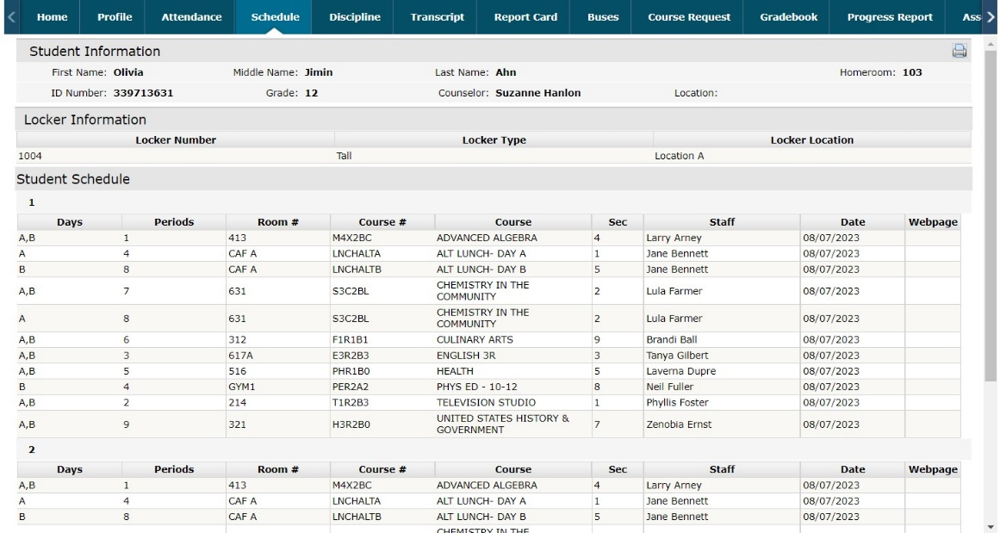 Home Profile Attendance Schedule Discipline Transcript Report Card Buses Course Request Gradebook Progress Report Ass
Student Information
First Name: Olivia Middle Name: Jimin Last Name: Ahn Homeroom: 103
ID Number: 339713631 Grade: 12 Counselor: Suzanne Hanlon Location:
Locker Information
Locker Number Locker Type Locker Location
1004 Tall Location A
Student Schedule
1
Days Periods Room # Course # Course Sec Staff Date Webpage
A,B 1 413 M4X2BC ADVANCED ALGEBRA 4 Larry Arney 08/07/2023
A 4 CAF A LNCHALTA ALT LUNCH- DAY A 1 Jane Bennett 08/07/2023
B 8 CAF A LNCHALTB ALT LUNCH- DAY B 5 Jane Bennett 08/07/2023
CHEMISTRY IN THE
A,B 7 631 S3C2BL COMMUNITY 2 Lula Farmer 08/07/2023
CHEMISTRY IN THE
A 8 631 S3C2BL COMMUNITY 2 Lula Farmer 08/07/2023
A,B 6 312 F1R1B1 CULINARY ARTS 9 Brandi Ball 08/07/2023
A,B 3 617A E3R2B3 ENGLISH 3R 3 Tanya Gilbert 08/07/2023
A,B 5 516 PHR1B0 HEALTH 5 Laverna Dupre 08/07/2023
B 4 GYM1 PER2A2 PHYS ED - 10-12 8 Neil Fuller 08/07/2023
A,B 2 214 T1R2B3 TELEVISION STUDIO 1 Phyllis Foster 08/07/2023
UNITED STATES HISTORY &
A,B 9 321 H3R2B0 GOVERNMENT 7 Zenobia Ernst 08/07/2023
2
Days Periods Room # Course # Course Sec Staff Date Webpage
A,B 1 413 M4X2BC ADVANCED ALGEBRA 4 Larry Arney 08/07/2023
A 4 CAF A LNCHALTA ALT LUNCH- DAY A 1 Jane Bennett 08/07/2023
B 8 CAF A LNCHALTB ALT LUNCH- DAY B 5 Jane Bennett 08/07/2023
CHEMISTRY IN THE